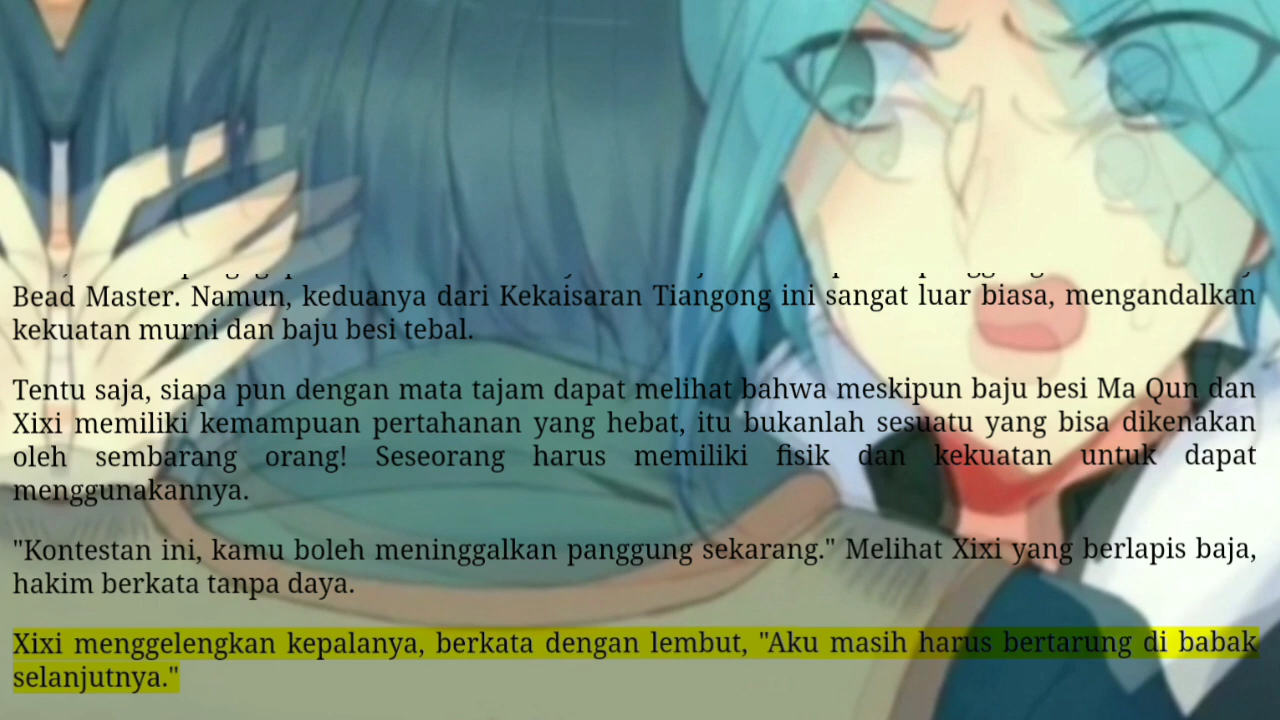 Bead Master. Namun, keduanya dari Kekaisaran Tiangong ini sangat luar biasa, mengandalkan
kekuatan murni dan baju besi tebal.
Tentu saja, siapa pun dengan mata tajam dapat melihat bahwa meskipun baju besi Ma Qun dan
Xixi memiliki kemampuan pertahanan yang hebat, itu bukanlah sesuatu yang bisa dikenakan
oleh sembarang orang! Seseorang harus memiliki fisik dan kekuatan untuk dapat
menggunakannya.
"Kontestan ini, kamu boleh meninggalkan panggung sekarang." Melihat Xixi yang berlapis baja,
hakim berkata tanpa daya.
Xixi menggelengkan kepalanya, berkata dengan lembut, "Aku masih harus bertarung di babak
selanjutnya."